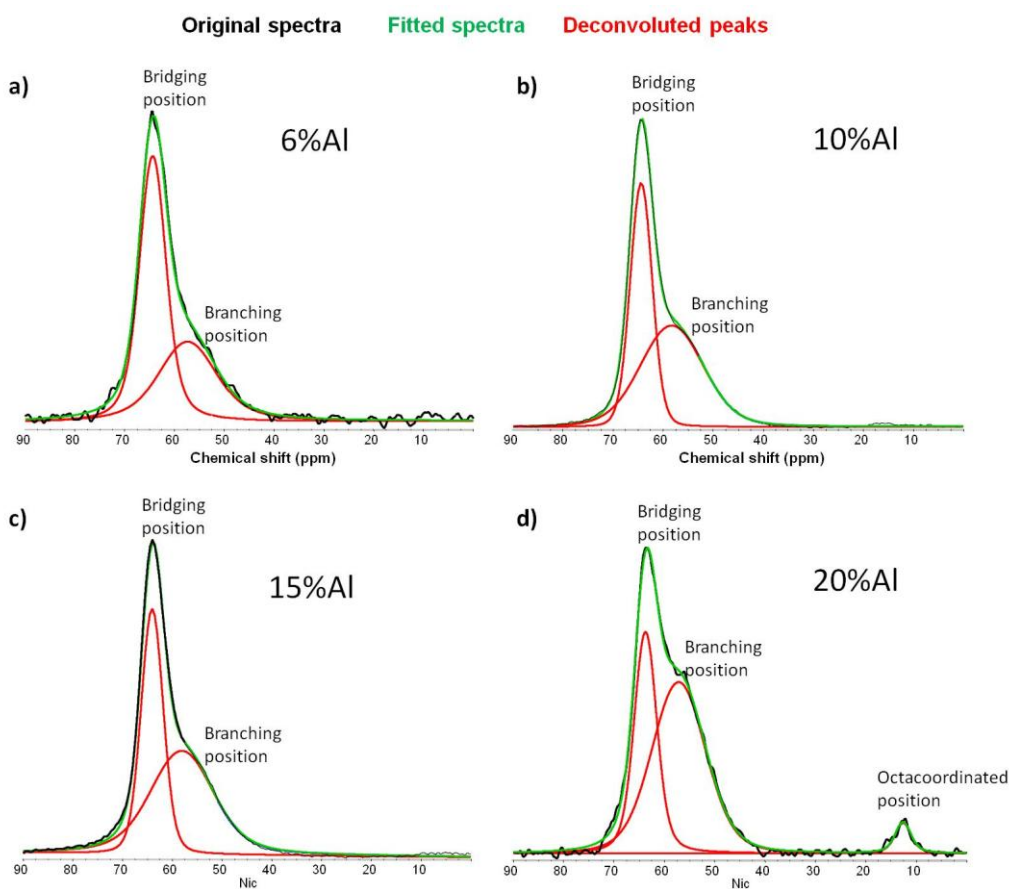 Original spectra Fitted spectra Deconvoluted peaks
a)
Bridging
position
6%Al
Branching
position
90 80 70 60 50 40 30 20 10
Chemical shift (ppm)
b)
Bridging
position
10%Al
Branching
position
90 80 70 60 50 40 30 20 10
Chemical shift (ppm)
c)
Bridging
position
15%Al
Branching
position
90 80 70 60 50 40 30 20 10
Nic
d)
Bridging
position
20%Al
Branching
position
Octacoordinated
position
90 80 70 60 50 40 30 20 10
Nic